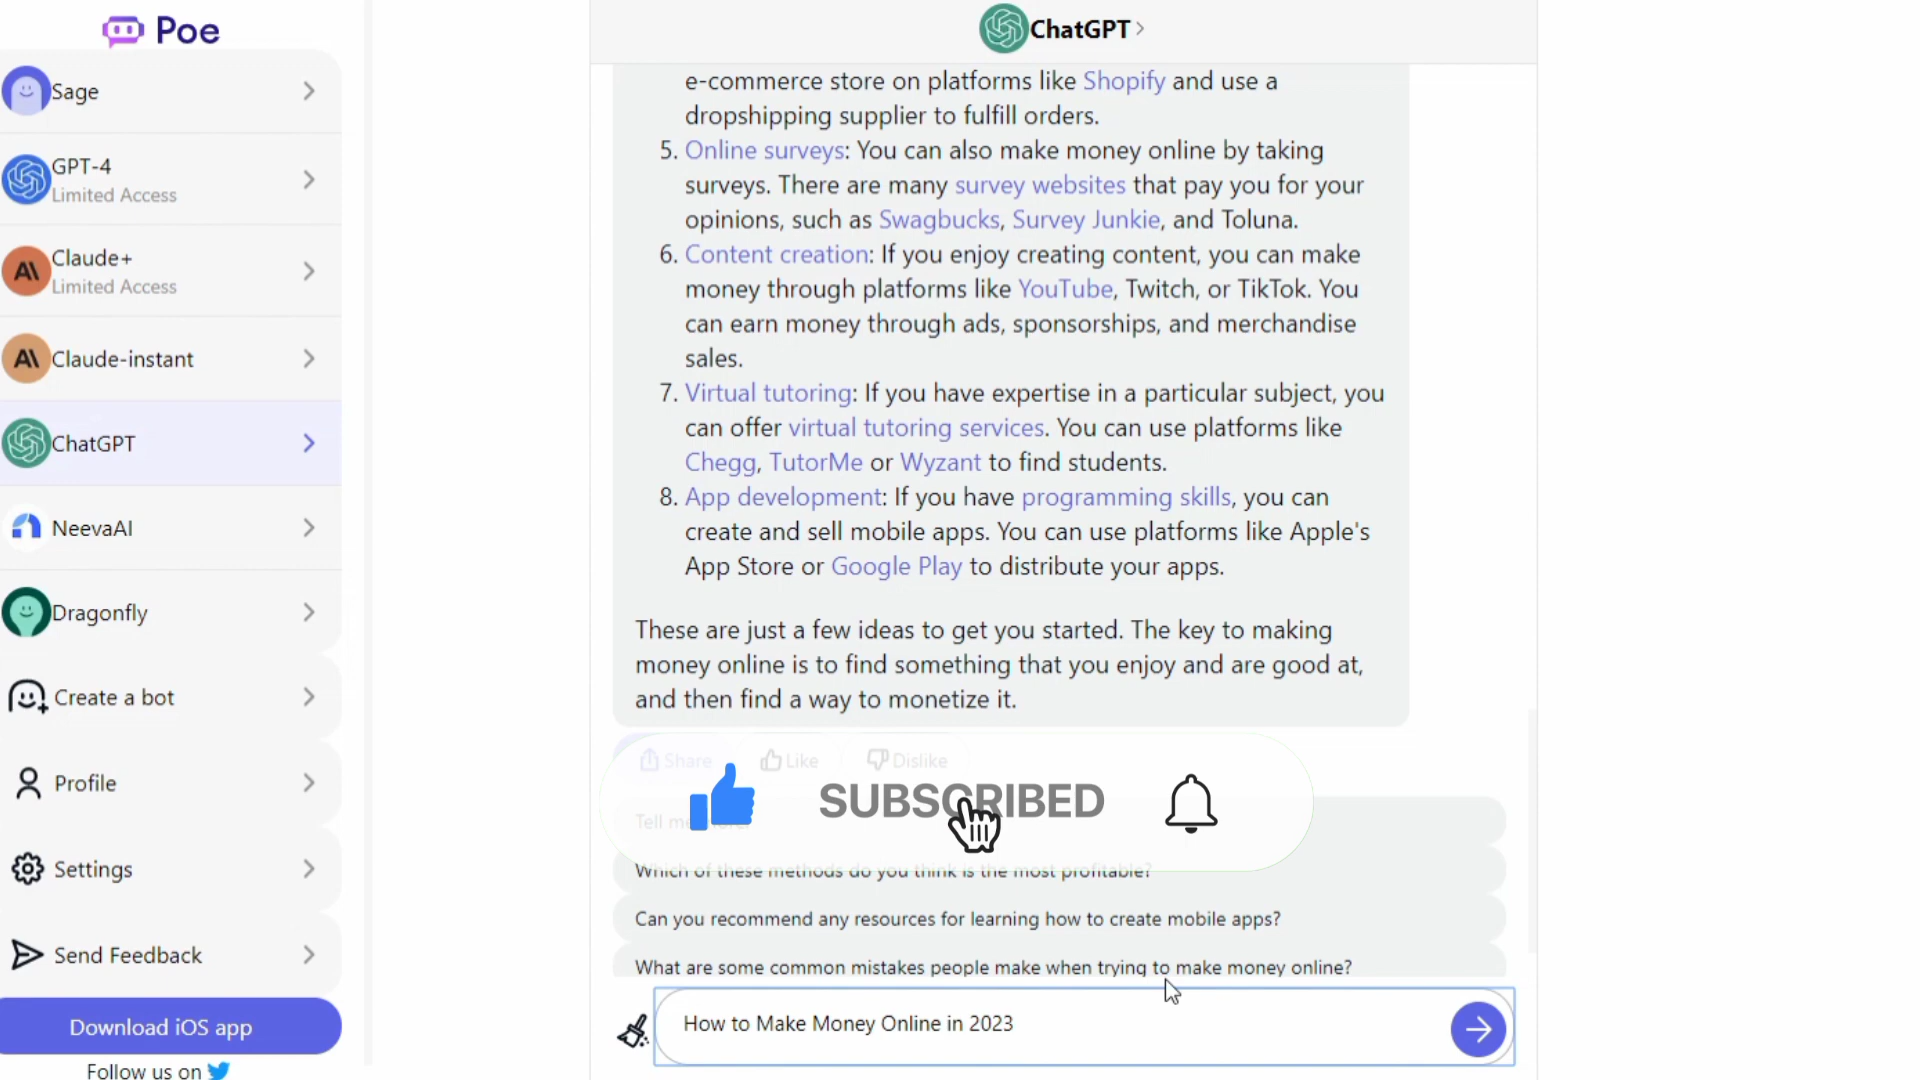 Poe
Sage
GPT-4
Limited Access
Claude+
Limited Access
Claude-instant
ChatGPT
NeevaAI
Dragonfly
Create a bot
Profile
Settings
Send Feedback
Download iOS app
Follow us on
ChatGPT
e-commerce store on platforms like Shopify and use a
dropshipping supplier to fulfill orders.
5. Online surveys: You can also make money online by taking
surveys. There are many survey websites that pay you for your
opinions, such as Swagbucks, Survey Junkie, and Toluna.
6. Content creation: If you enjoy creating content, you can make
money through platforms like YouTube, Twitch, or TikTok. You
can earn money through ads, sponsorships, and merchandise
sales.
7. Virtual tutoring: If you have expertise in a particular subject, you
can offer virtual tutoring services. You can use platforms like
Chegg, TutorMe or Wyzant to find students.
8. App development: If you have programming skills, you can
create and sell mobile apps. You can use platforms like Apple's
App Store or Google Play to distribute your apps.
These are just a few ideas to get you started. The key to making
money online is to find something that you enjoy and are good at,
and then find a way to monetize it.
Share Like Dislike
SUBSCRIBED
Tell
Which of these methods do you think is the most profitable?
Can you recommend any resources for learning how to create mobile apps?
What are some common mistakes people make when trying to make money online?
How to Make Money Online in 2023